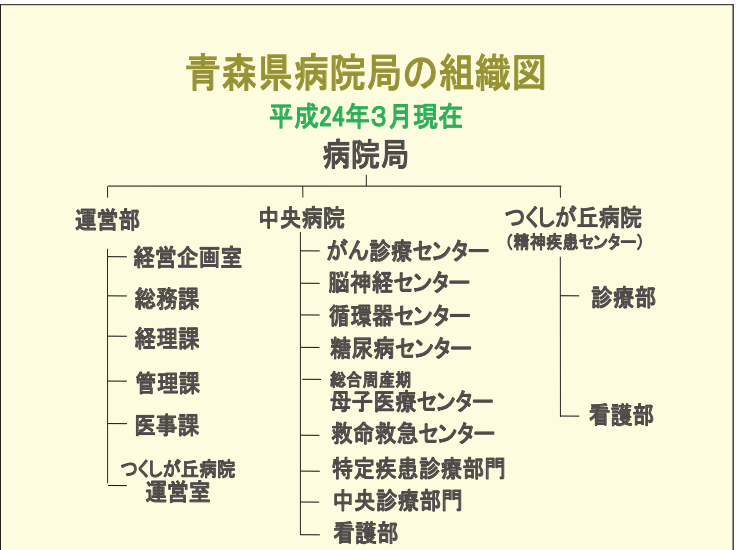 青森県病院局の組織図
平成24年３月現在
病院局
運営部
経営企画室
総務課
経理課
管理課
医事課
つくしが丘病院
運営室
中央病院
がん診療センター
脳神経センター
循環器センター
糖尿病センター
総合周産期
母子医療センター
救命救急センター
特定疾患診療部門
中央診療部門
看護部
つくしが丘病院
（精神疾患センター）
診療部
看護部